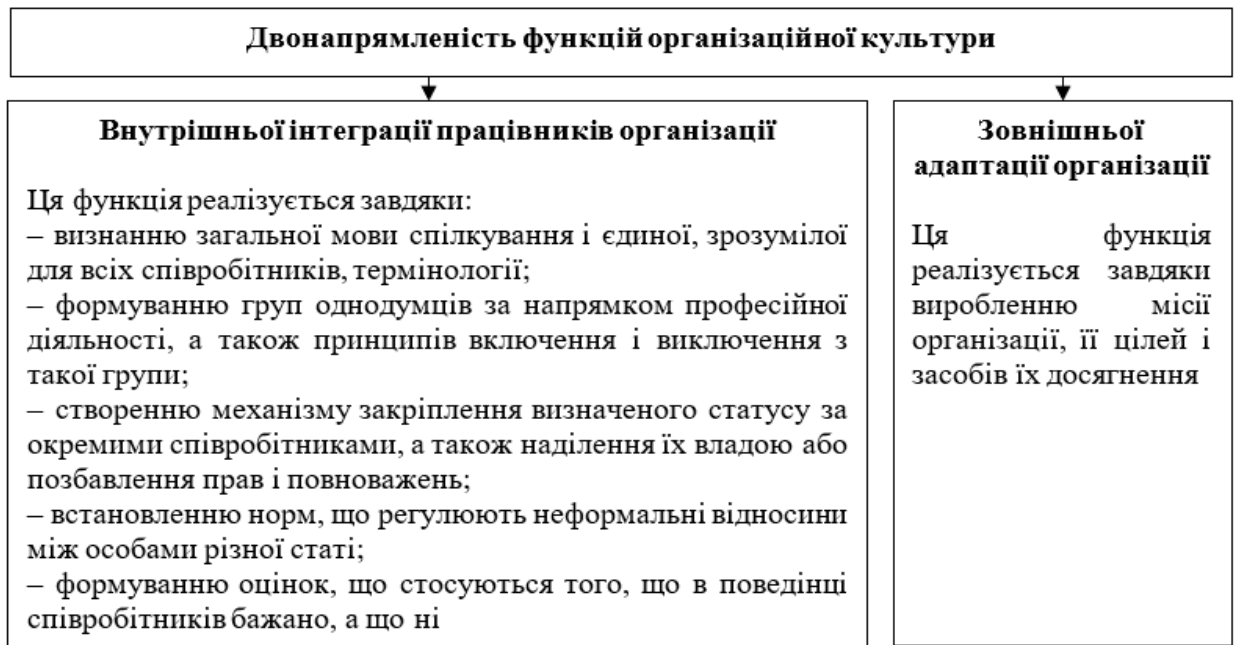 Двонапрямленість функцій організаційної культури
Внутрішньої інтеграції працівників організації
Ця функція реалізується завдяки:
– визнанню загальної мови спілкування і єдиної, зрозумілої
для всіх співробітників, термінології;
– формуванню груп однодумців за напрямком професійної
діяльності, а також принципів включення і виключення з
такої групи;
– створенню механізму закріплення визначеного статусу за
окремими співробітниками, а також наділення їх владою або
позбавлення прав і повноважень;
– встановленню норм, що регулюють неформальні відносини
між особами різної статі;
– формуванню оцінок, що стосуються того, що в поведінці
співробітників бажано, а що ні
Зовнішньої
адаптації організації
Ця функція
реалізується завдяки
виробленню місії
організації, її цілей і
засобів їх досягнення